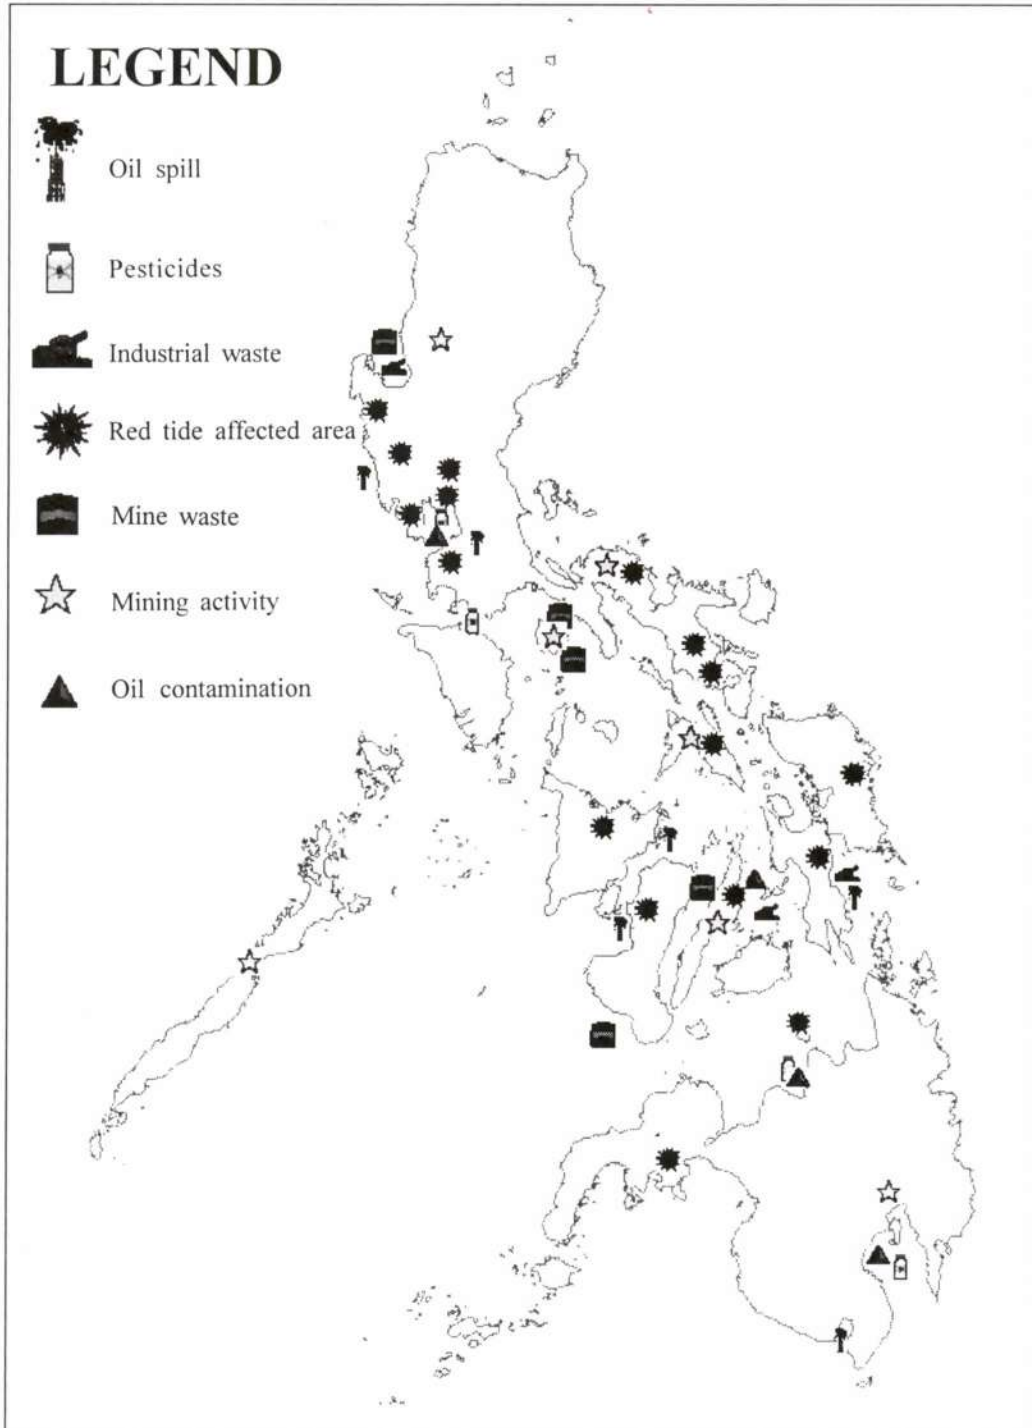 LEGEND
Oil spill
Pesticides
Industrial waste
Red tide affected area
Mine waste
Mining activity
Oil contamination